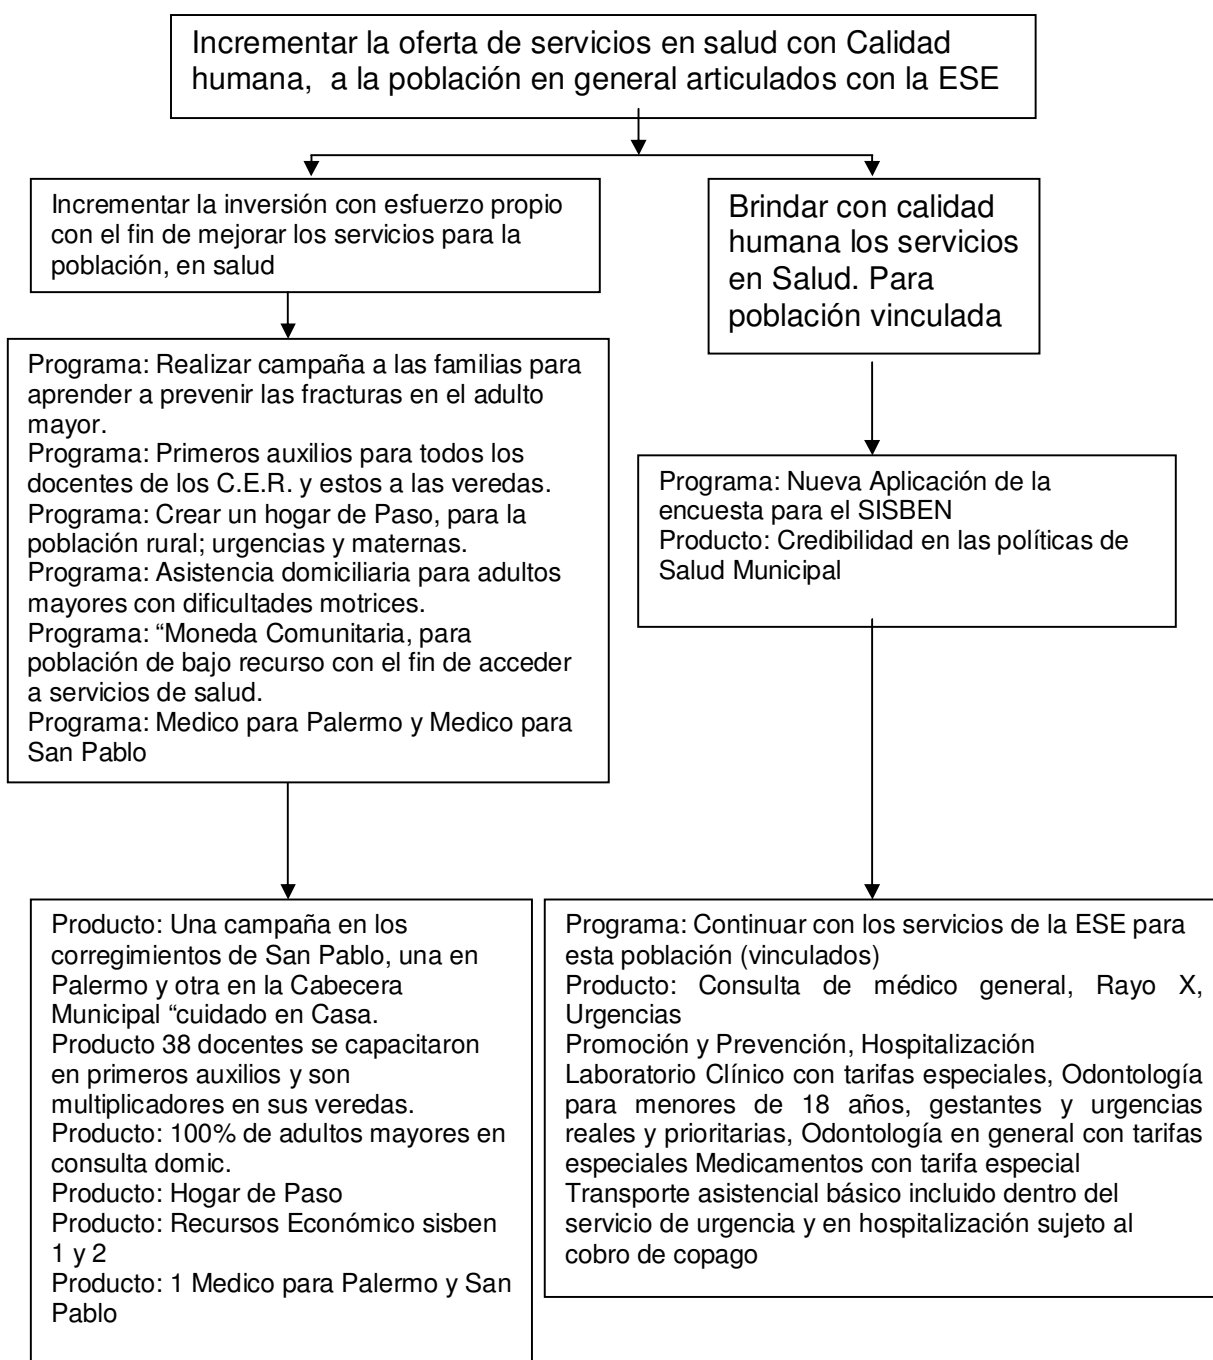 Incrementar la oferta de servicios en salud con Calidad
humana, a la población en general articulados con la ESE
Incrementar la inversión con esfuerzo propio
con el fin de mejorar los servicios para la
población, en salud
Brindar con calidad
humana los servicios
en Salud. Para
población vinculada
Programa: Realizar campaña a las familias para
aprender a prevenir las fracturas en el adulto
mayor.
Programa: Primeros auxilios para todos los
docentes de los C.E.R. y estos a las veredas.
Programa: Crear un hogar de Paso, para la
población rural; urgencias y maternas.
Programa: Asistencia domiciliaria para adultos
mayores con dificultades motrices.
Programa: “Moneda Comunitaria, para
población de bajo recurso con el fin de acceder
a servicios de salud.
Programa: Medico para Palermo y Medico para
San Pablo
Programa: Nueva Aplicación de la
encuesta para el SISBEN
Producto: Credibilidad en las políticas de
Salud Municipal
Producto: Una campaña en los
corregimientos de San Pablo, una en
Palermo y otra en la Cabecera
Municipal “cuidado en Casa.
Producto 38 docentes se capacitaron
en primeros auxilios y son
multiplicadores en sus veredas.
Producto: 100% de adultos mayores en
consulta domic.
Producto: Hogar de Paso
Producto: Recursos Económico sisben
1 y 2
Producto: 1 Medico para Palermo y San
Pablo
Programa: Continuar con los servicios de la ESE para
esta población (vinculados)
Producto: Consulta de médico general, Rayo X,
Urgencias
Promoción y Prevención, Hospitalización
Laboratorio Clínico con tarifas especiales, Odontología
para menores de 18 años, gestantes y urgencias
reales y prioritarias, Odontología en general con tarifas
especiales Medicamentos con tarifa especial
Transporte asistencial básico incluido dentro del
servicio de urgencia y en hospitalización sujeto al
cobro de copago